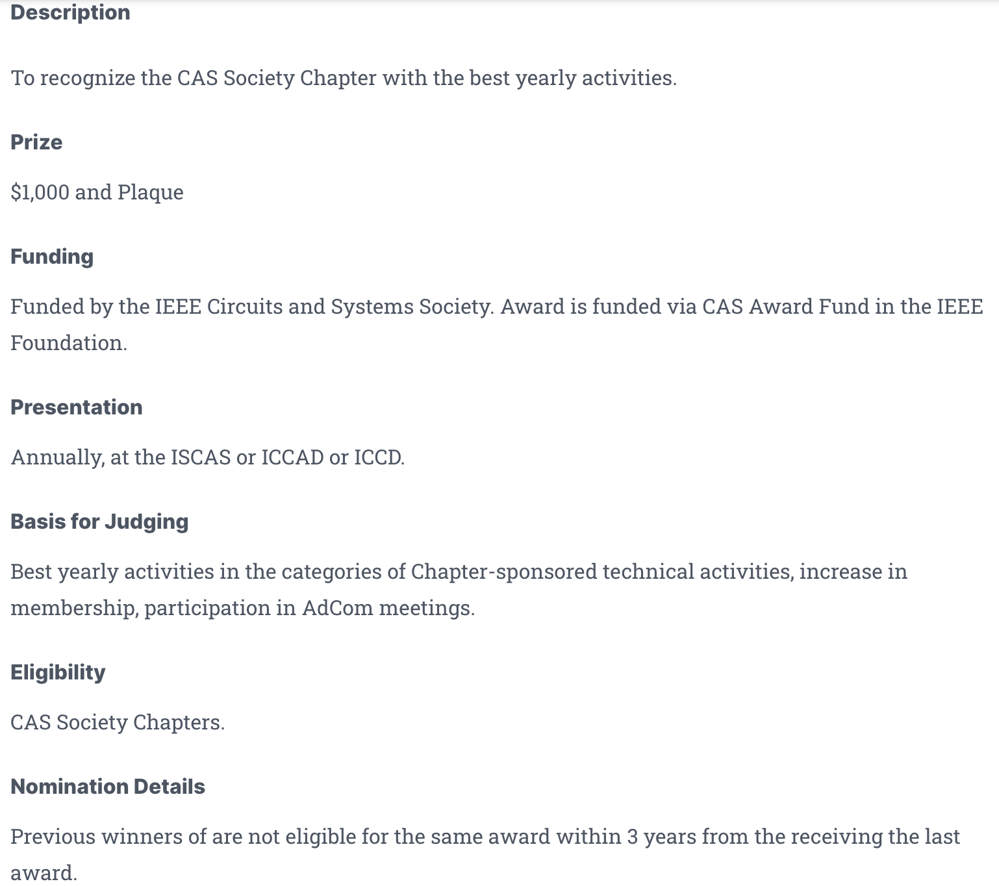 Description
To recognize the CAS Society Chapter with the best yearly activities.
Prize
$1,000 and Plaque
Funding
Funded by the IEEE Circuits and Systems Society. Award is funded via CAS Award Fund in the IEEE
Foundation.
Presentation
Annually, at the ISCAS or ICCAD or ICCD.
Basis for Judging
Best yearly activities in the categories of Chapter-sponsored technical activities, increase in
membership, participation in AdCom meetings.
Eligibility
CAS Society Chapters.
Nomination Details
Previous winners of are not eligible for the same award within 3 years from the receiving the last
award.